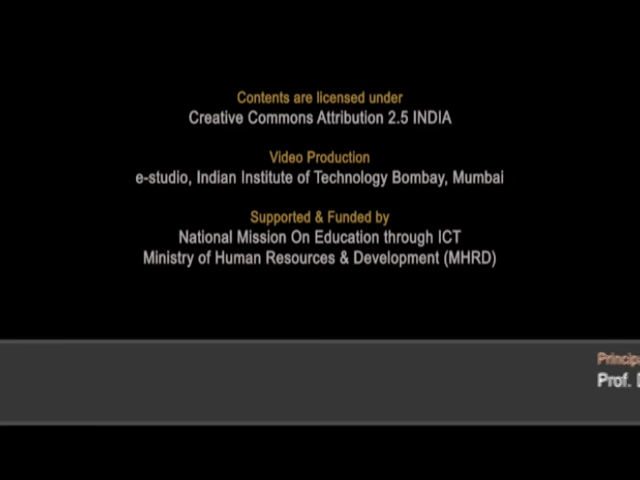 Contents are licensed under
Creative Commons Attribution 2.5 INDIA
Video Production
e-studio, Indian Institute of Technology Bombay, Mumbai
Supported & Funded by
National Mission On Education through ICT
Ministry of Human Resources & Development (MHRD)
Prof.